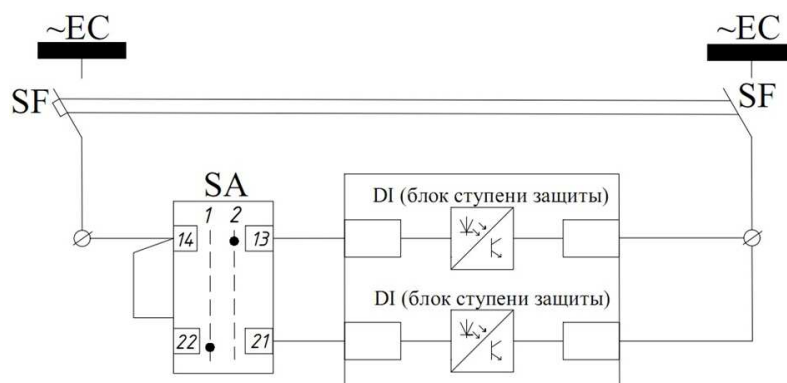 ~EC ~EC
SF SF
SA
DI (блок ступени защиты)
1 2
14 13
DI (блок ступени защиты)
22 21